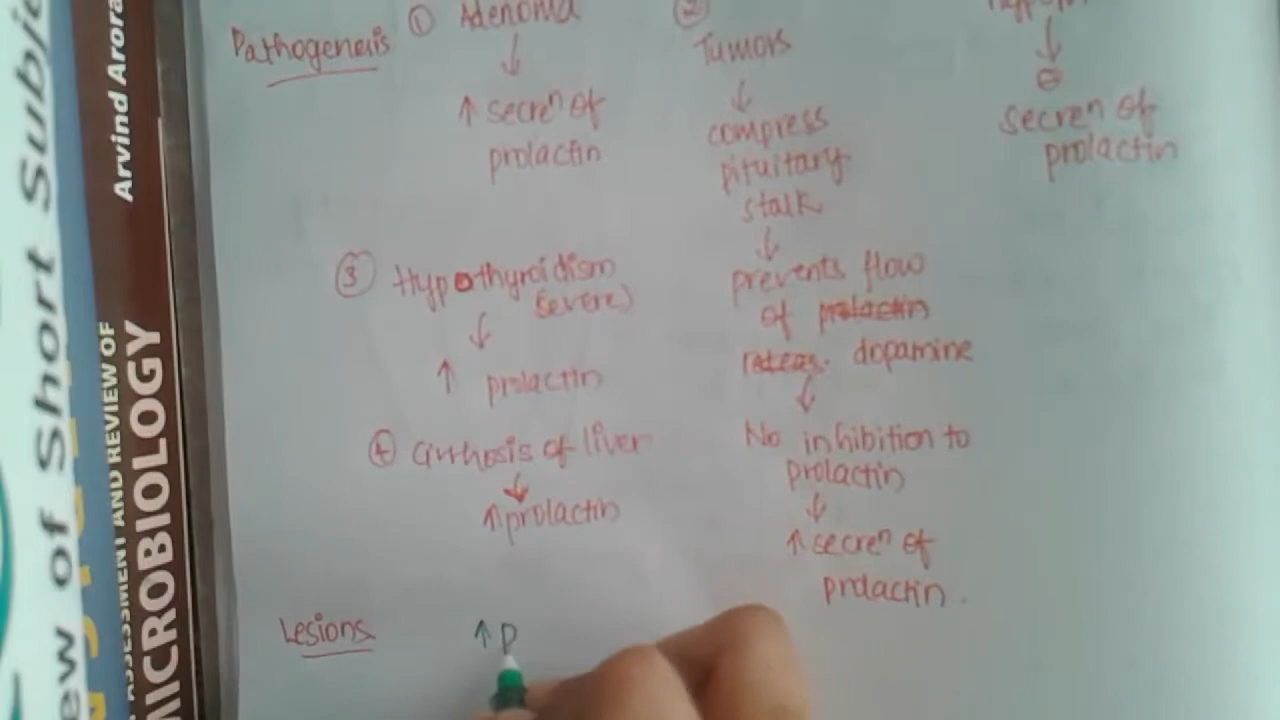 Pathogenesis
① Adenoma
↓
↑ secreⁿ of
prolactin
②
Tumors
↓
compress
pituitary
stalk
↓
prevents flow
of prolactin
dopamine
↓
No inhibition to
prolactin
↓
↑ secreⁿ of
prolactin.
↓
⊖
secreⁿ of
prolactin
③ Hypothyroidism
severe)
↓
↑ prolactin
④ Cirrhosis of liver
↓
↑ prolactin
Lesions
↑ P
ew of Short Subje
ASSESSMENT AND REVIEW OF
MICROBIOLOGY
Arvind Arora